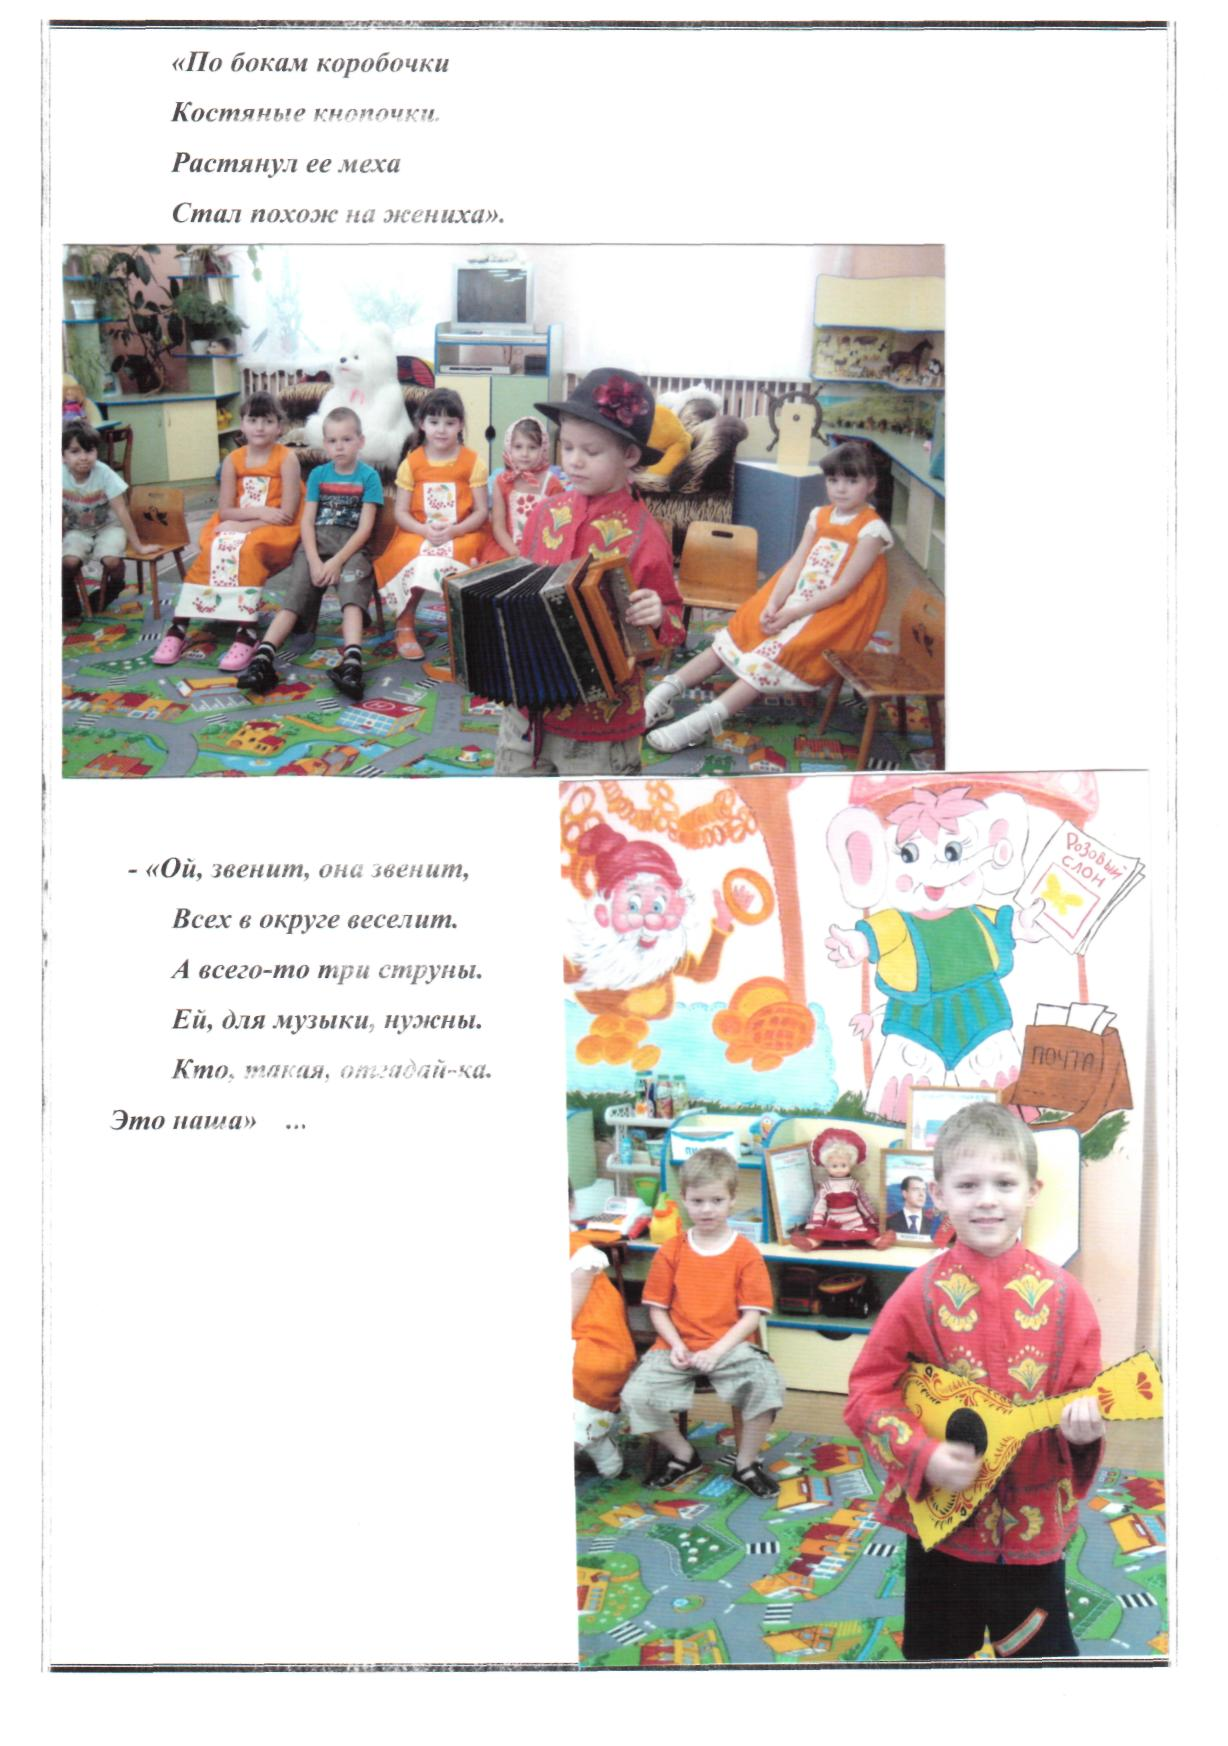 «По бокам коробочки
Костяные кнопочки.
Растянул ее меха
Стал похож на жениха».
- «Ой, звенит, она звенит,
Всех в округе веселит.
А всего-то три струны.
Ей, для музыки, нужны.
Кто, такая, отгадай-ка.
Это наша» ...
РОЗОВЫЙ
СЛОН
ПОЧТА